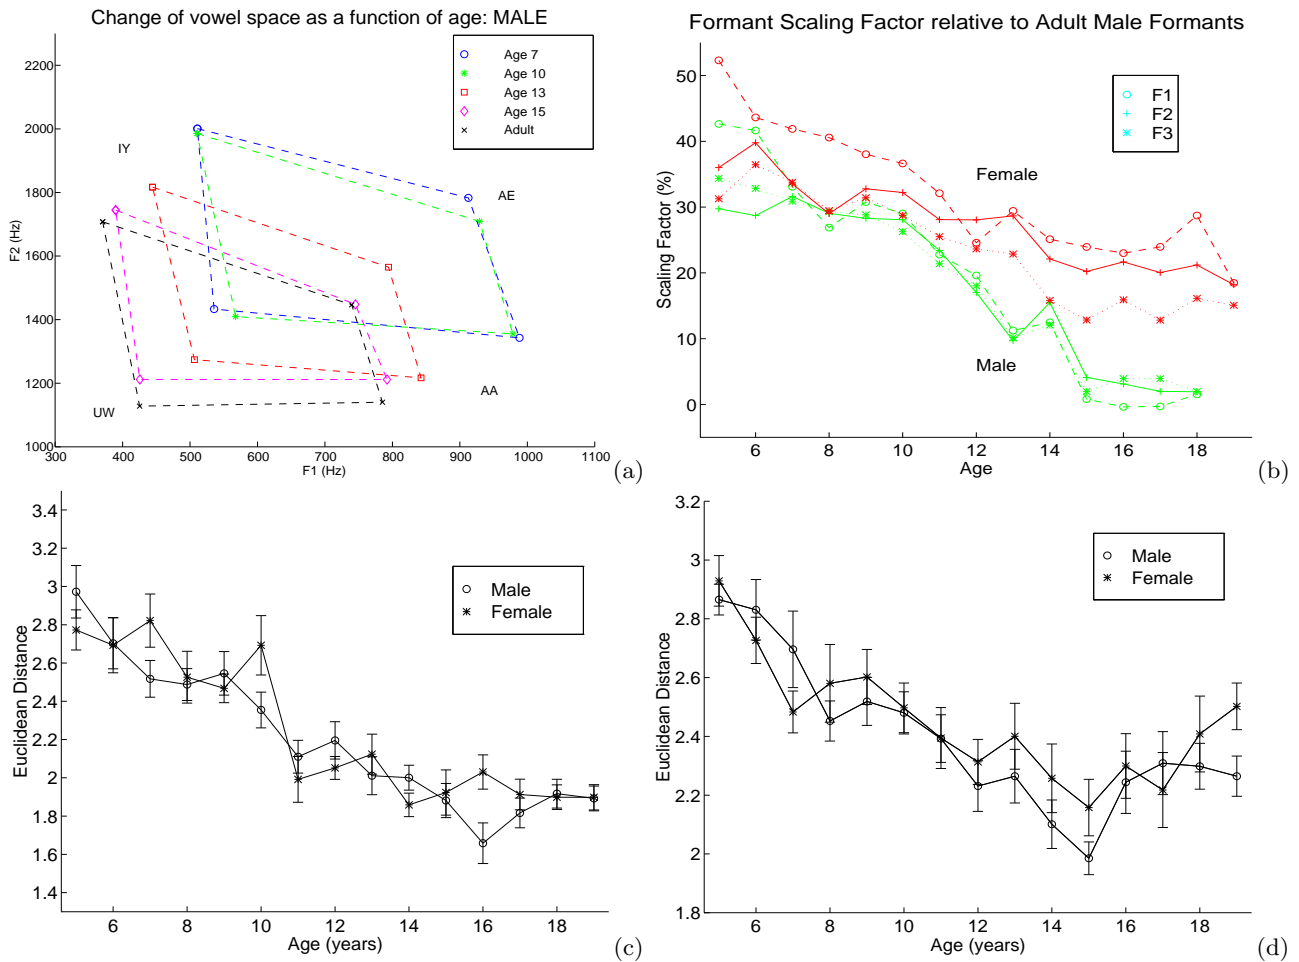 Change of vowel space as a function of age: MALE
2200
2000
1800
1600
1400
1200
1000
F2 (Hz)
300 400 500 600 700 800 900 1000 1100
F1 (Hz)
Age 7
Age 10
Age 13
Age 15
Adult
IY
AE
UW
AA
(a)
Formant Scaling Factor relative to Adult Male Formants
50
40
30
20
10
0
Scaling Factor (%)
6 8 10 12 14 16 18
Age
F1
F2
F3
Female
Male
(b)
3.4
3.2
3
2.8
2.6
2.4
2.2
2
1.8
1.6
1.4
Euclidean Distance
6 8 10 12 14 16 18
Age (years)
Male
Female
(c)
3.2
3
2.8
2.6
2.4
2.2
2
1.8
Euclidean Distance
6 8 10 12 14 16 18
Age (years)
Male
Female
(d)